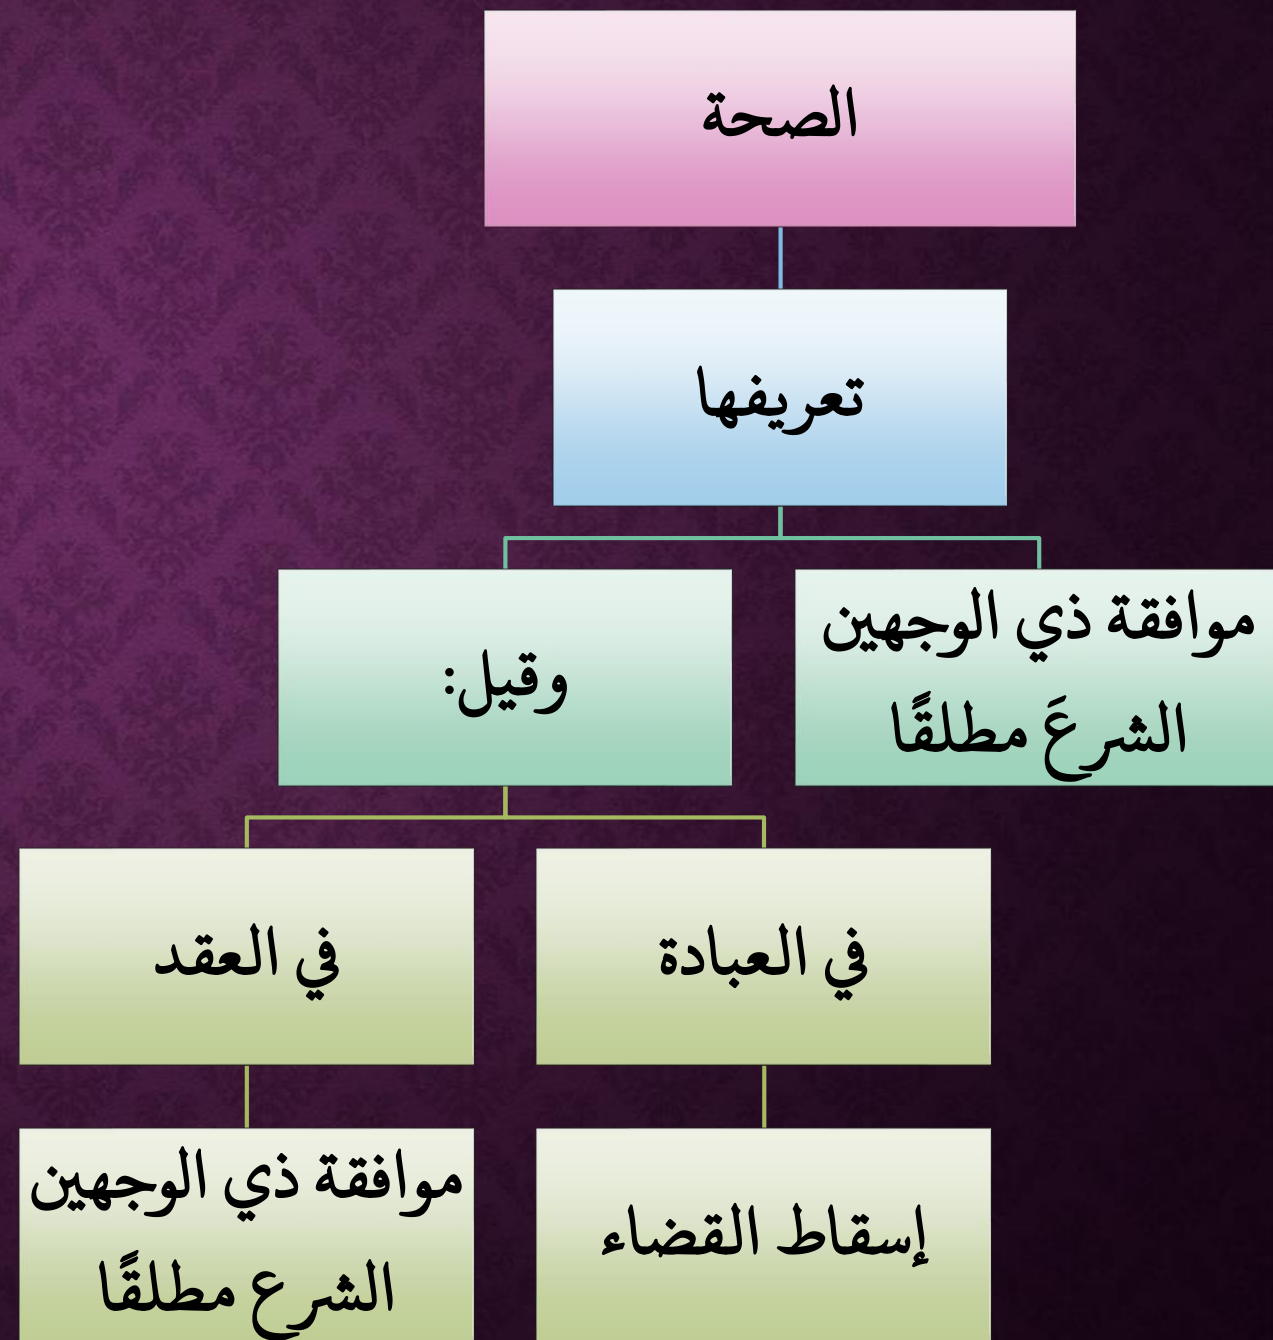 الصحة
تعريفها
موافقة ذي الوجهين
الشرعَ مطلقًا
وقيل:
في العبادة
في العقد
إسقاط القضاء
موافقة ذي الوجهين
الشرع مطلقًا